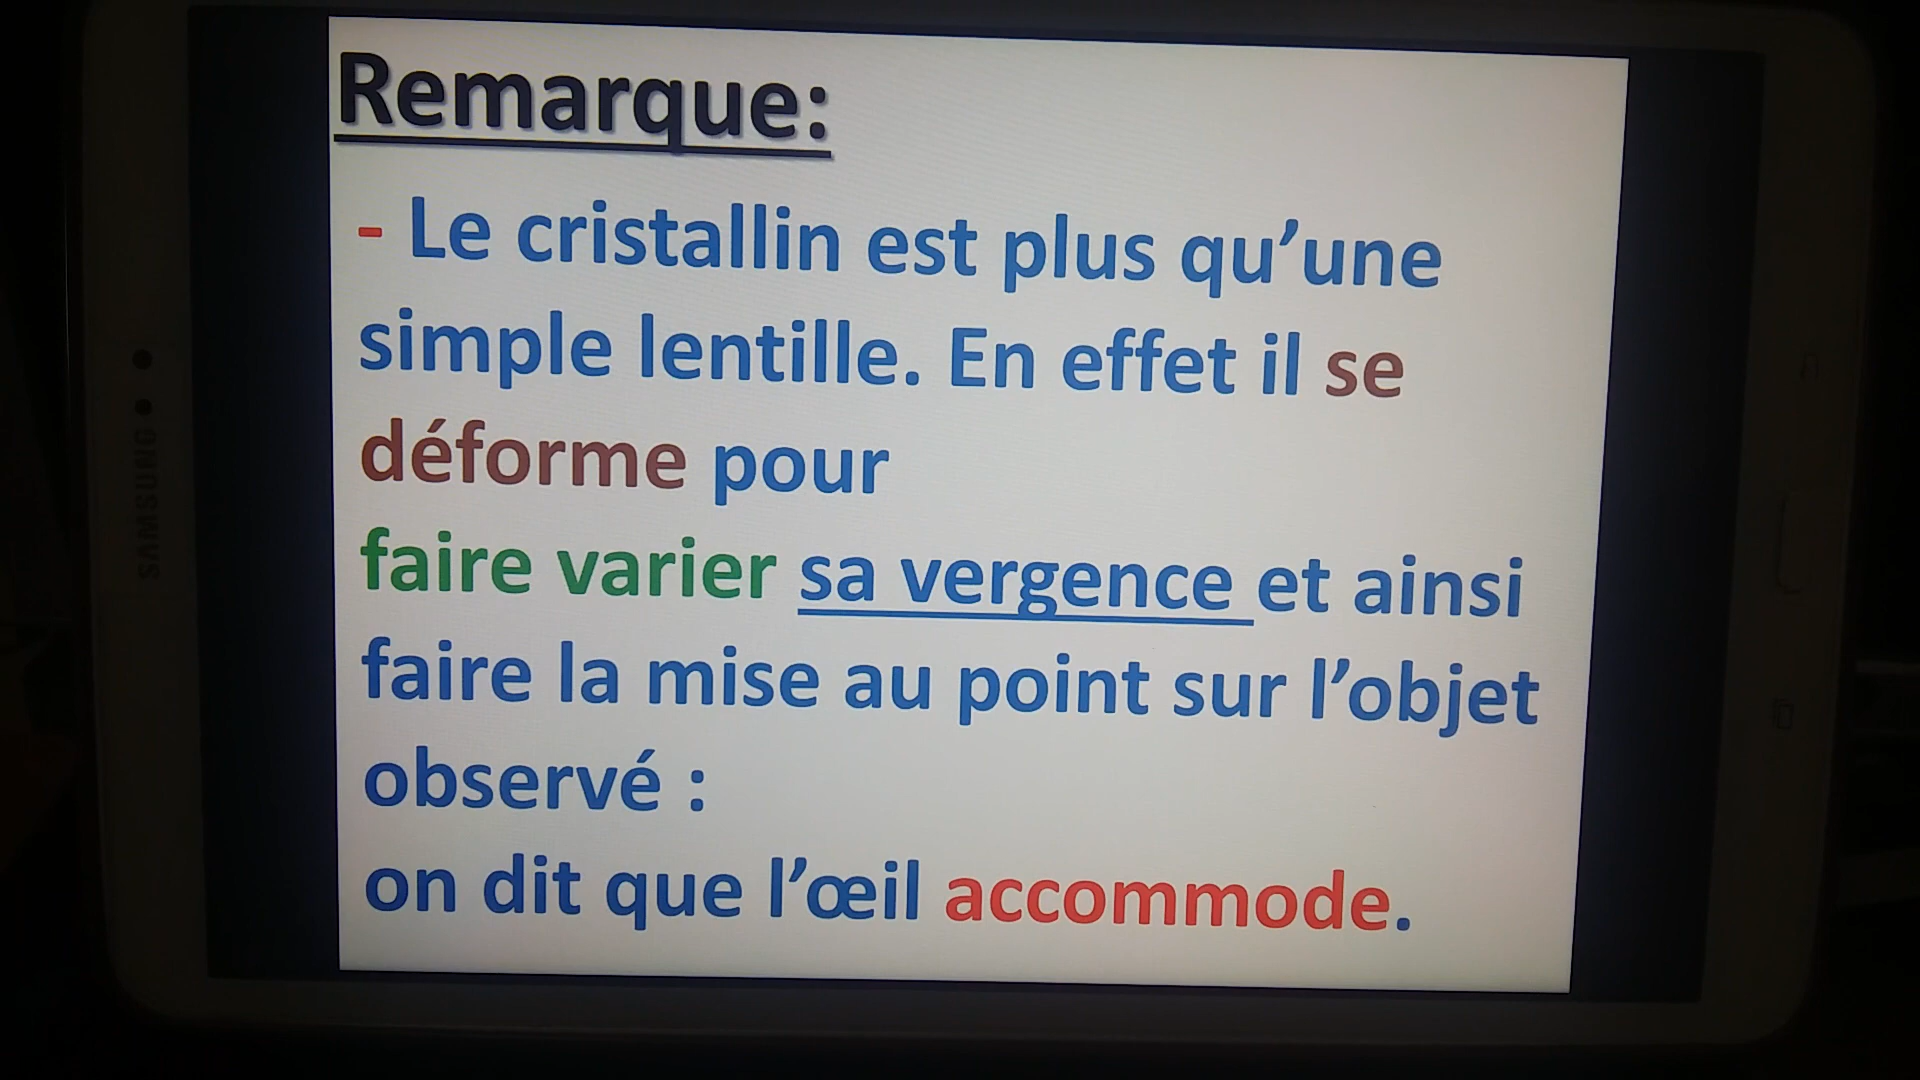 Remarque:
- Le cristallin est plus qu’une
simple lentille. En effet il se
déforme pour
faire varier sa vergence et ainsi
faire la mise au point sur l’objet
observé :
on dit que l’œil accommode.
SAMSUNG